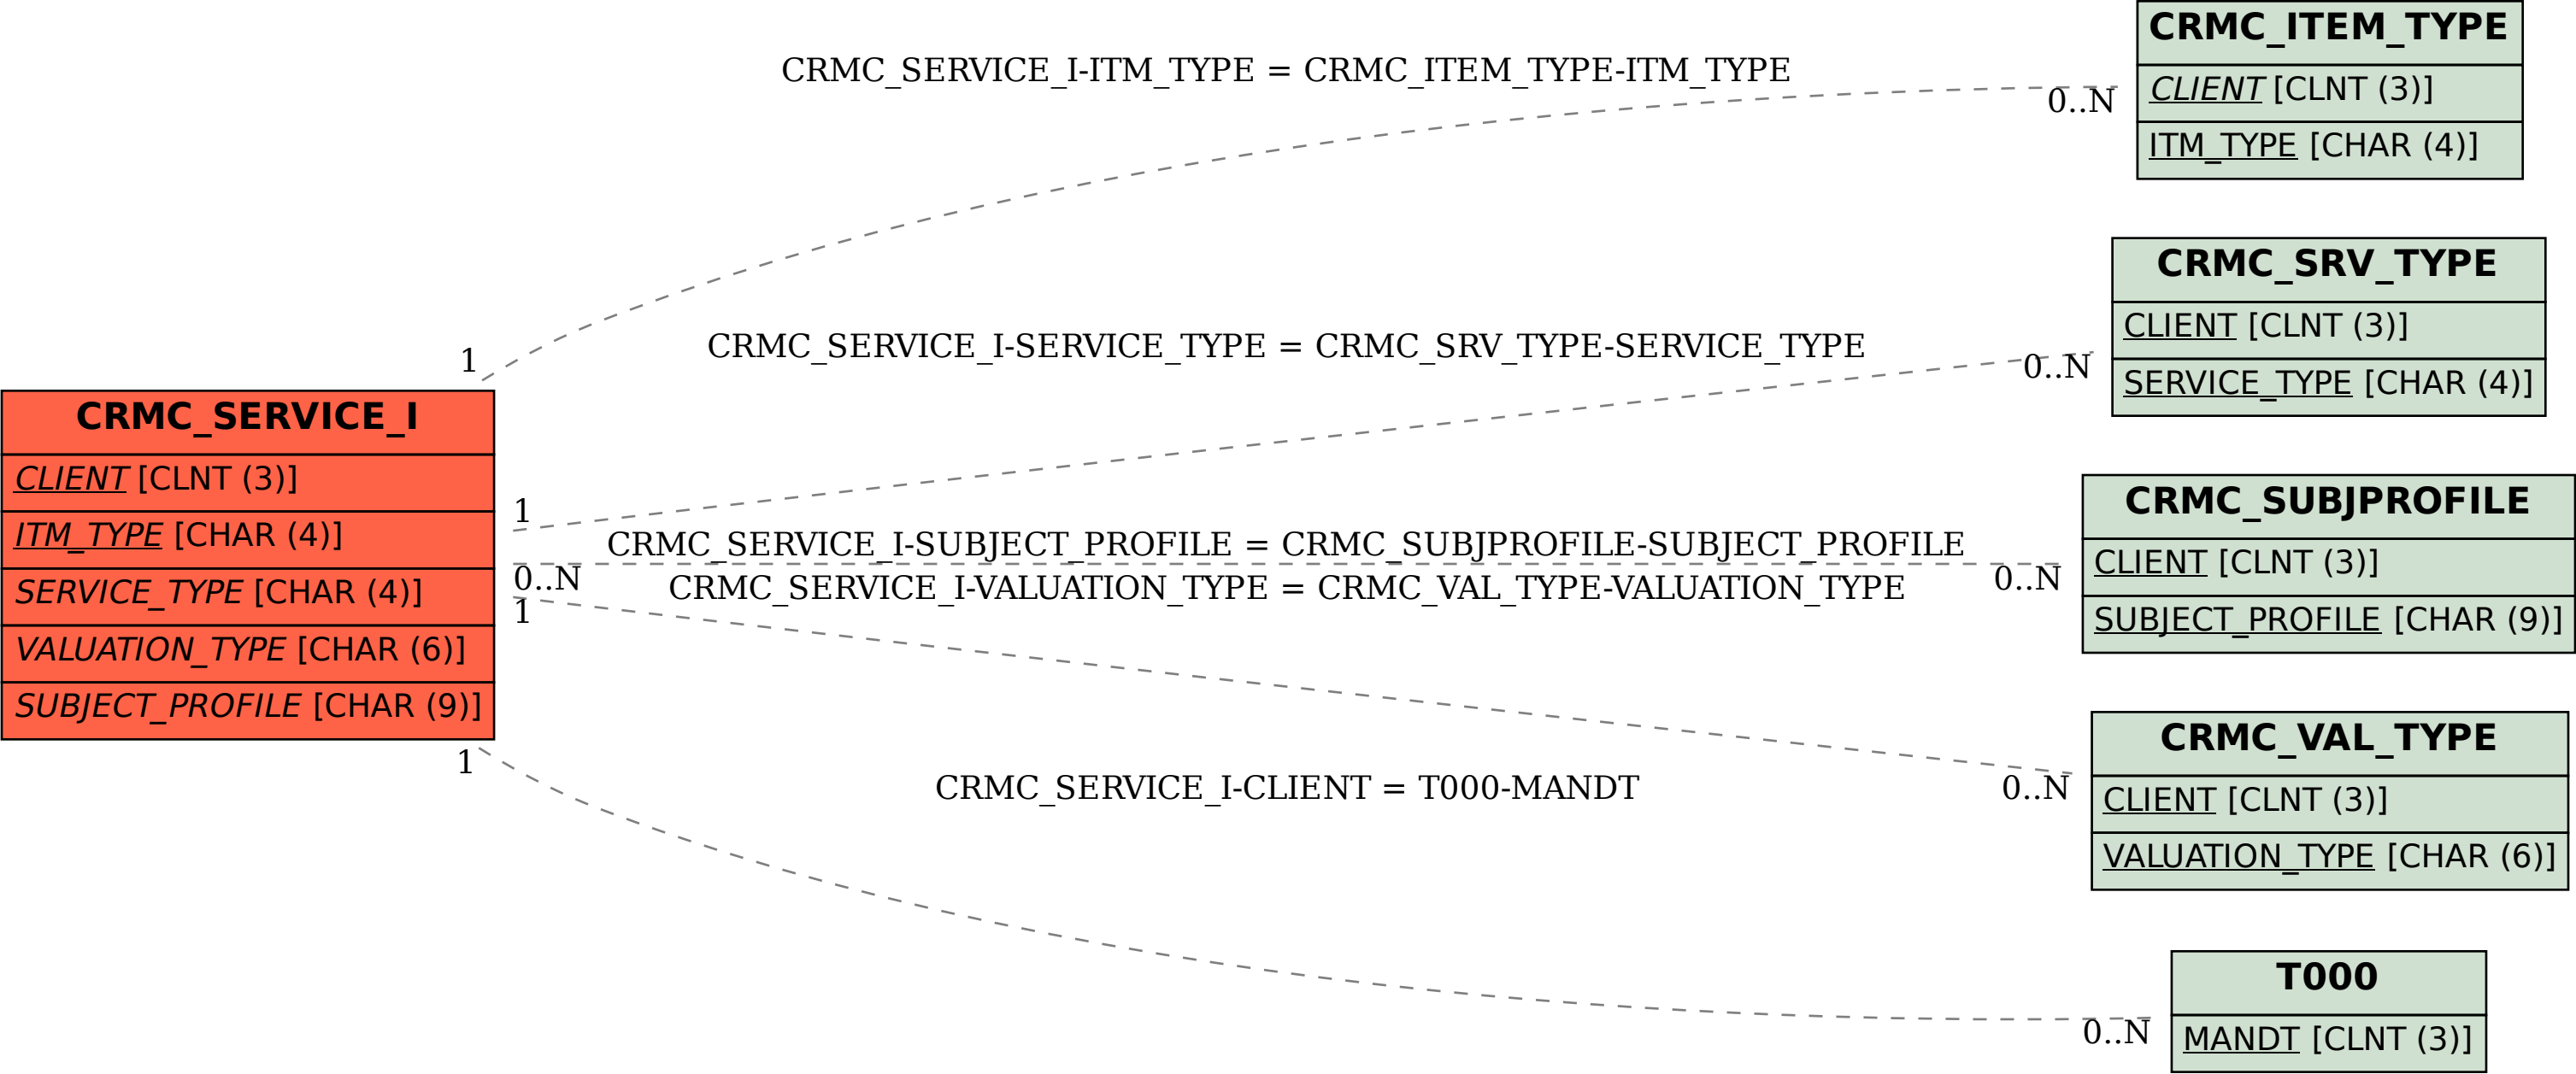 CRMC_ITEM_TYPE
CLIENT [CLNT (3)]
ITM_TYPE [CHAR (4)]
CRMC_SERVICE_I-ITM_TYPE = CRMC_ITEM_TYPE-ITM_TYPE
0..N
1
CRMC_SRV_TYPE
CLIENT [CLNT (3)]
SERVICE_TYPE [CHAR (4)]
CRMC_SERVICE_I-SERVICE_TYPE = CRMC_SRV_TYPE-SERVICE_TYPE
0..N
1
CRMC_SERVICE_I
CLIENT [CLNT (3)]
ITM_TYPE [CHAR (4)]
SERVICE_TYPE [CHAR (4)]
VALUATION_TYPE [CHAR (6)]
SUBJECT_PROFILE [CHAR (9)]
CRMC_SERVICE_I-SUBJECT_PROFILE = CRMC_SUBJPROFILE-SUBJECT_PROFILE
0..N
0..N
CRMC_SUBJPROFILE
CLIENT [CLNT (3)]
SUBJECT_PROFILE [CHAR (9)]
CRMC_SERVICE_I-VALUATION_TYPE = CRMC_VAL_TYPE-VALUATION_TYPE
1
0..N
CRMC_VAL_TYPE
CLIENT [CLNT (3)]
VALUATION_TYPE [CHAR (6)]
1
CRMC_SERVICE_I-CLIENT = T000-MANDT
0..N
T000
MANDT [CLNT (3)]